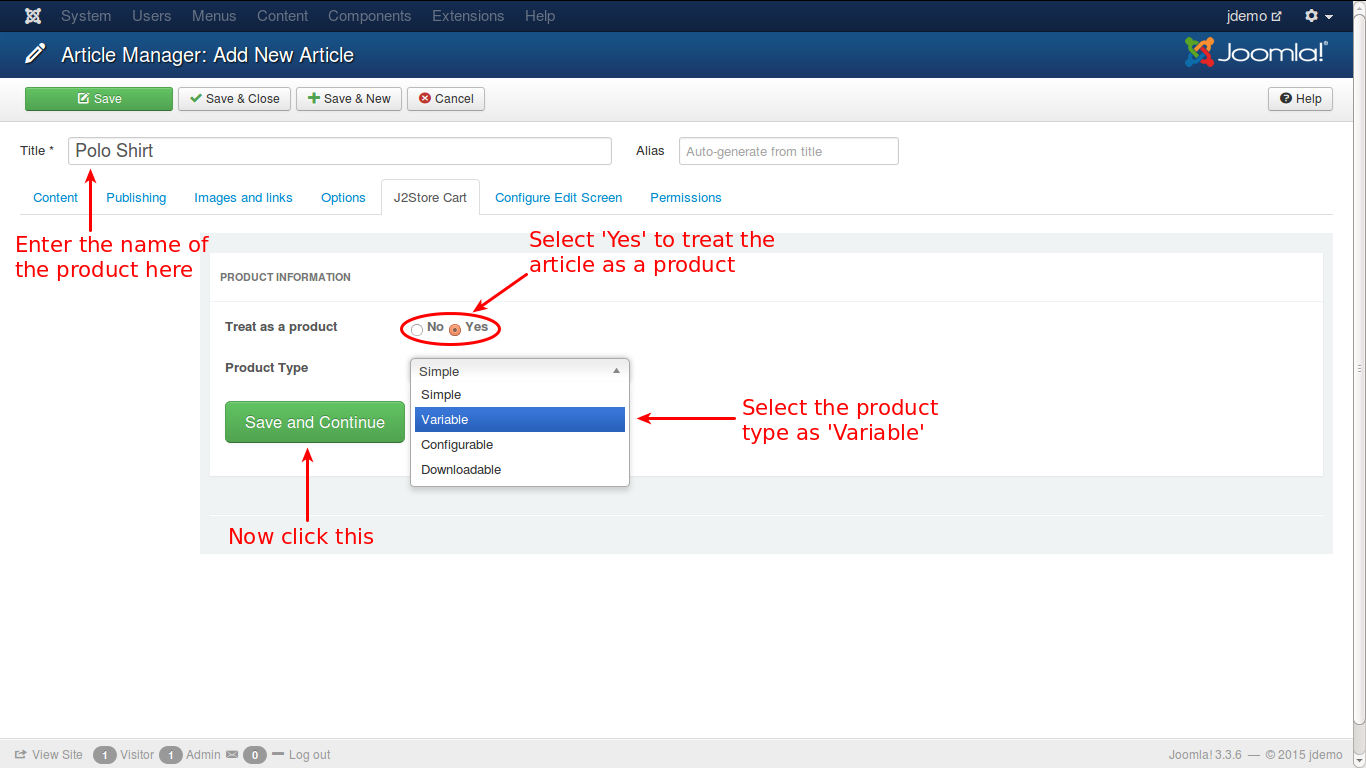 System Users Menus Content Components Extensions Help jdemo
Article Manager: Add New Article Joomla!®
Save Save & Close Save & New Cancel Help
Title * Polo Shirt Alias Auto-generate from title
Content Publishing Images and links Options J2Store Cart Configure Edit Screen Permissions
Enter the name of
the product here
Select 'Yes' to treat the
article as a product
PRODUCT INFORMATION
Treat as a product No Yes
Product Type Simple
Simple
Variable
Configurable
Downloadable
Select the product
type as 'Variable'
Save and Continue
Now click this
View Site 1 Visitor 1 Admin 0 Log out Joomla! 3.3.6 — © 2015 jdemo